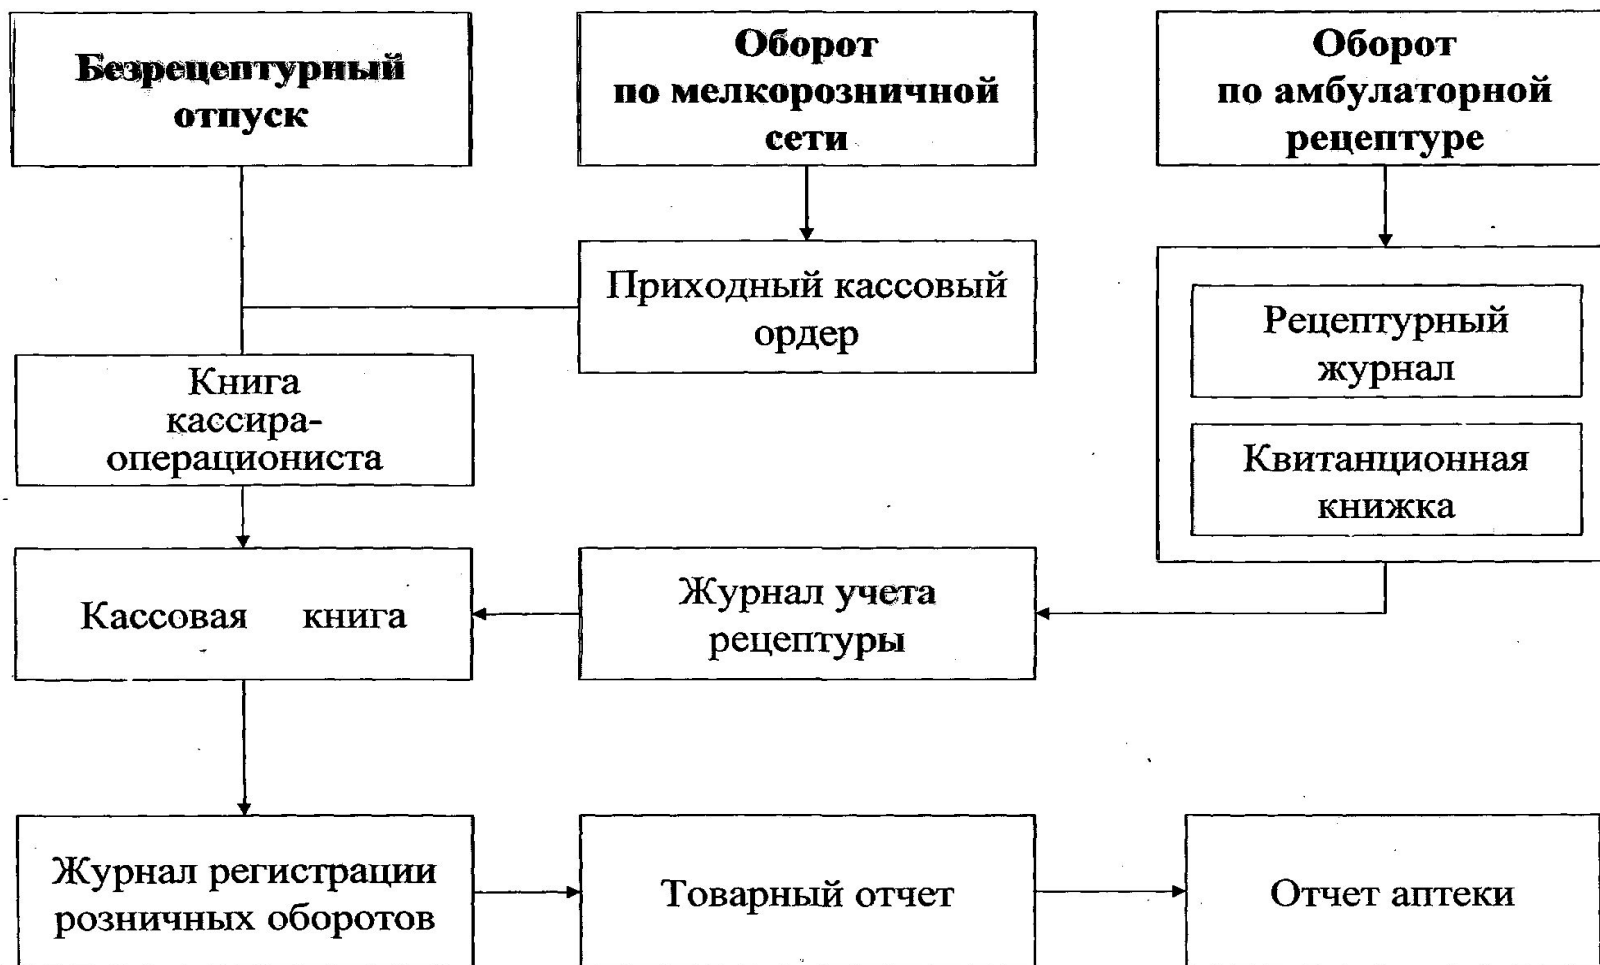 Безрецептурный
отпуск
Оборот
по мелкорозничной
сети
Оборот
по амбулаторной
рецептуре
Приходный кассовый
ордер
Рецептурный
журнал
Книга
кассира-
операциониста
Квитанционная
книжка
Кассовая книга
Журнал учета
рецептуры
Журнал регистрации
розничных оборотов
Товарный отчет
Отчет аптеки